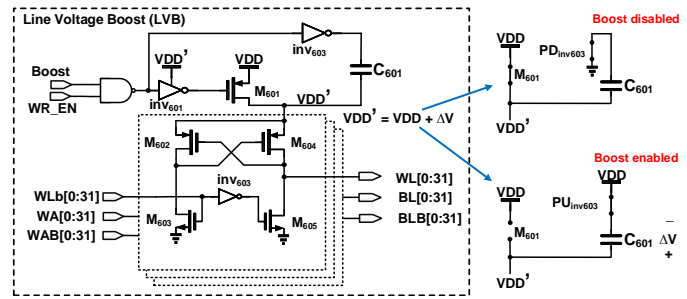 Line Voltage Boost (LVB)
Boost disabled
inv603
VDD'
VDD
VDD
PDinv603
Boost
C601
M601
C601
WR_EN
inv601
M601
VDD'
VDD' = VDD + ΔV
VDD'
M602
M604
Boost enabled
VDD
VDD
WL[0:31]
PUinv603
WLb[0:31]
inv603
BL[0:31]
M601
C601
–
ΔV
+
WA[0:31]
M603
M605
BLB[0:31]
WAB[0:31]
VDD'